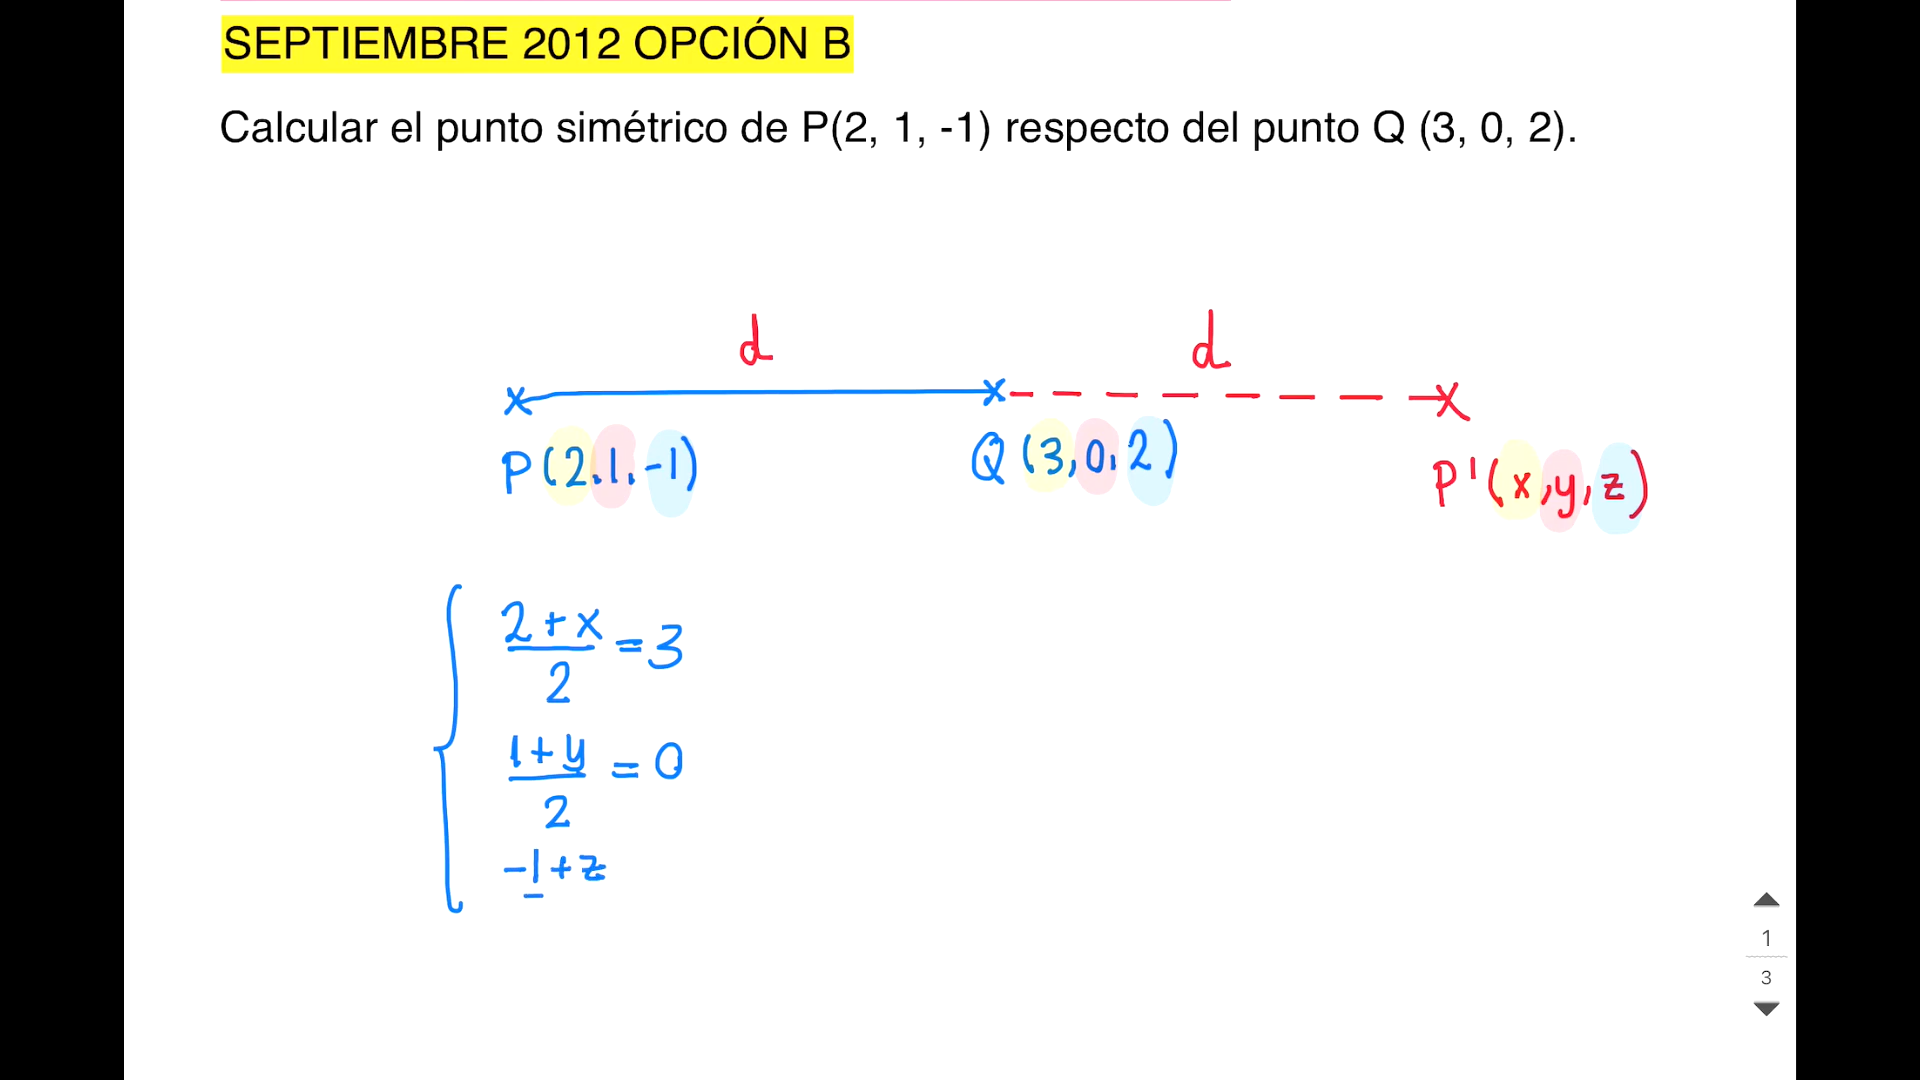 SEPTIEMBRE 2012 OPCIÓN B
Calcular el punto simétrico de P(2, 1, -1) respecto del punto Q (3, 0, 2).
d d
P(2,1,-1) Q(3,0,2) P'(x,y,z)
2+x
= 3
2
1+y
= 0
2
-1+z
1
3